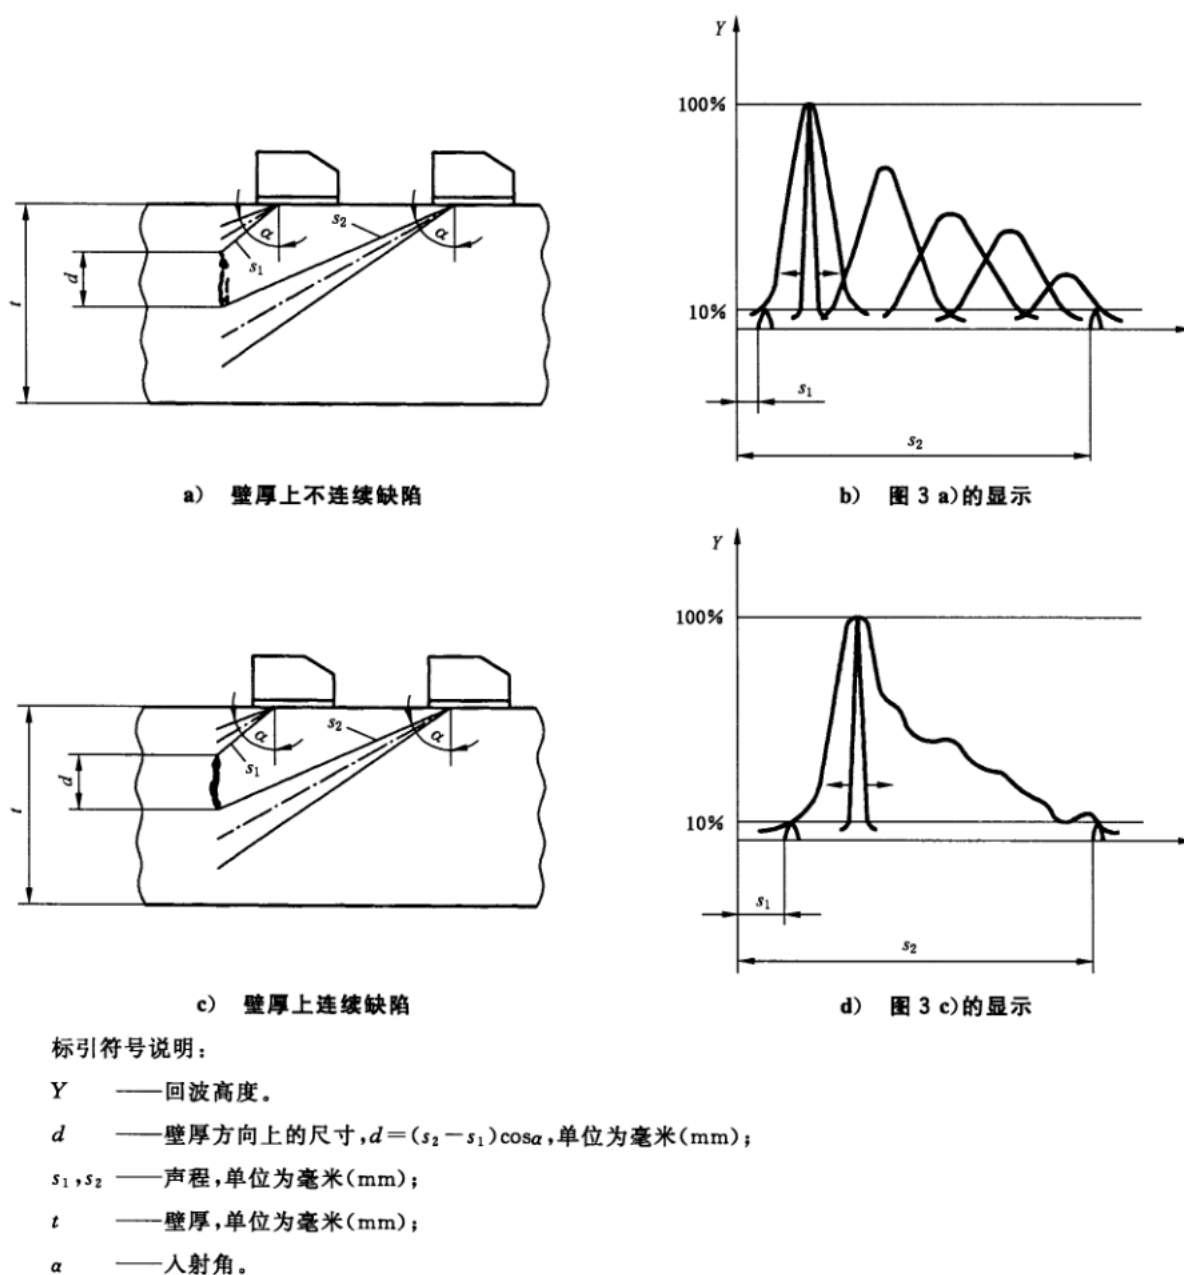 Y
100%
10%
s₁
s₂
t
d
α
s₁
s₂
α
a) 壁厚上不连续缺陷
b) 图 3 a)的显示
Y
100%
10%
s₁
s₂
t
d
α
s₁
s₂
α
c) 壁厚上连续缺陷
d) 图 3 c)的显示
标引符号说明:
Y ——回波高度。
d ——壁厚方向上的尺寸,d=(s₂-s₁)cosα,单位为毫米(mm);
s₁,s₂ ——声程,单位为毫米(mm);
t ——壁厚,单位为毫米(mm);
α ——入射角。